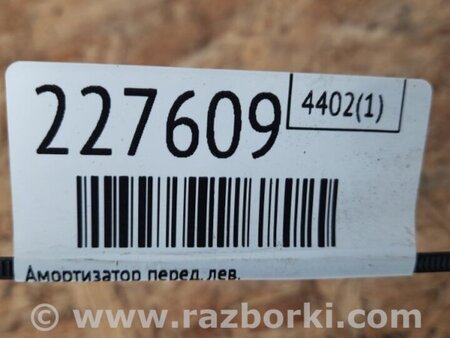 227609
4402(1)
Амортизатор перед. лев.
www.razborki.com